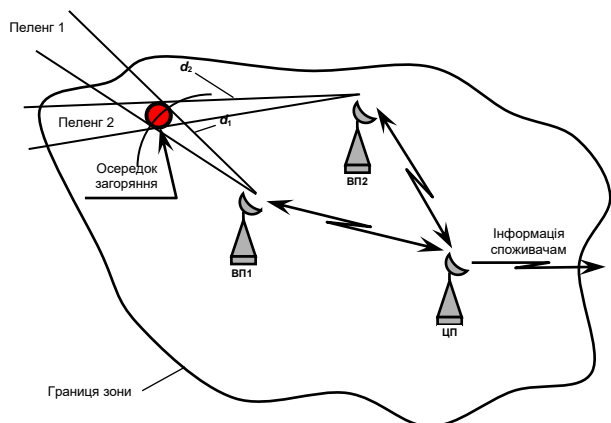 Пеленг 1
d₂
Пеленг 2
d₁
Осередок
загоряння
ВП2
ВП1
Інформація
споживачам
ЦП
Границя зони